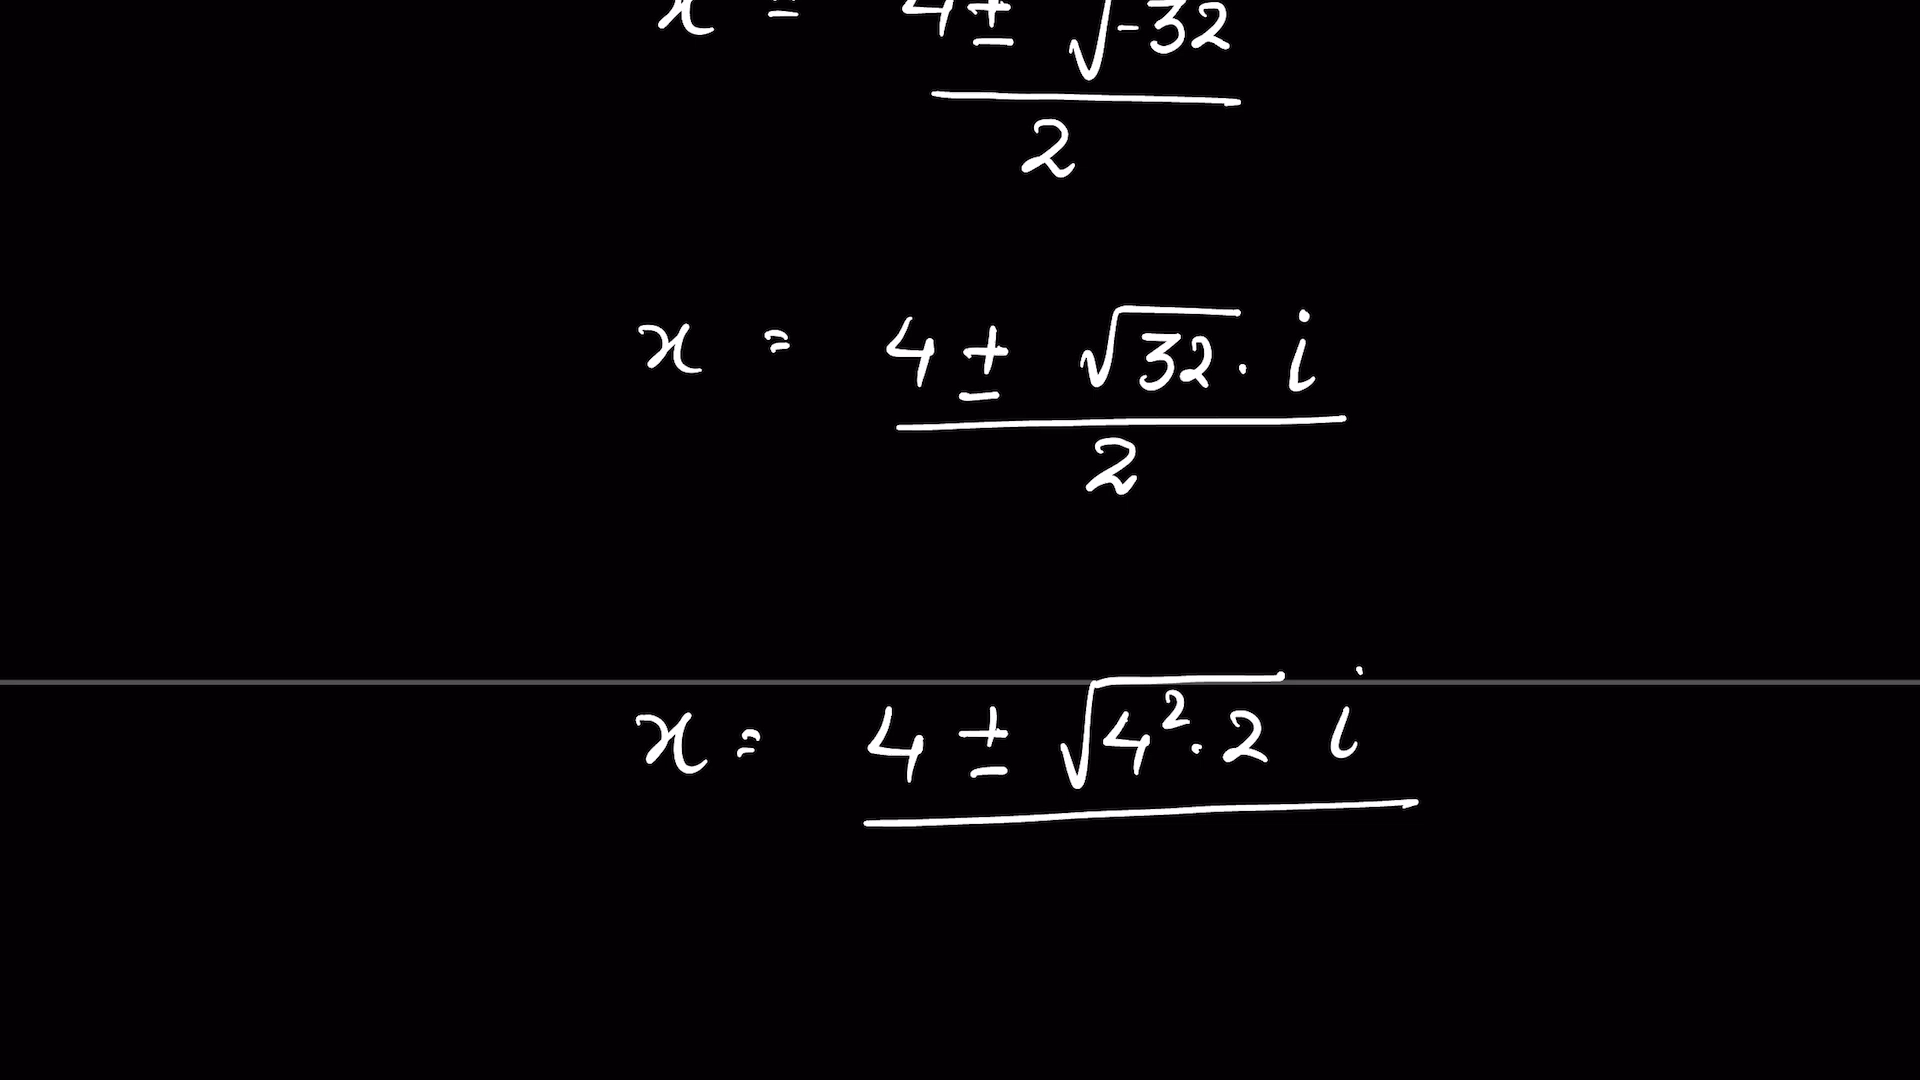 x = 4 ± √-32
2
x = 4 ± √32 · i
2
x = 4 ± √4² · 2 i